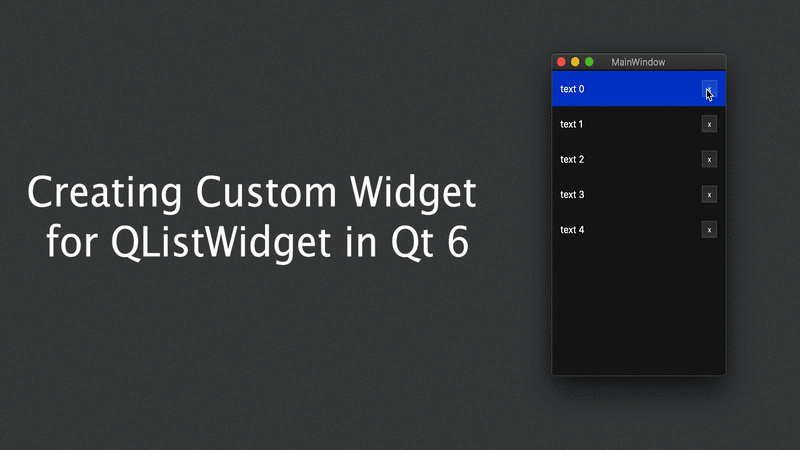 Creating Custom Widget
for QListWidget in Qt 6
MainWindow
text 0
text 1 x
text 2 x
text 3 x
text 4 x